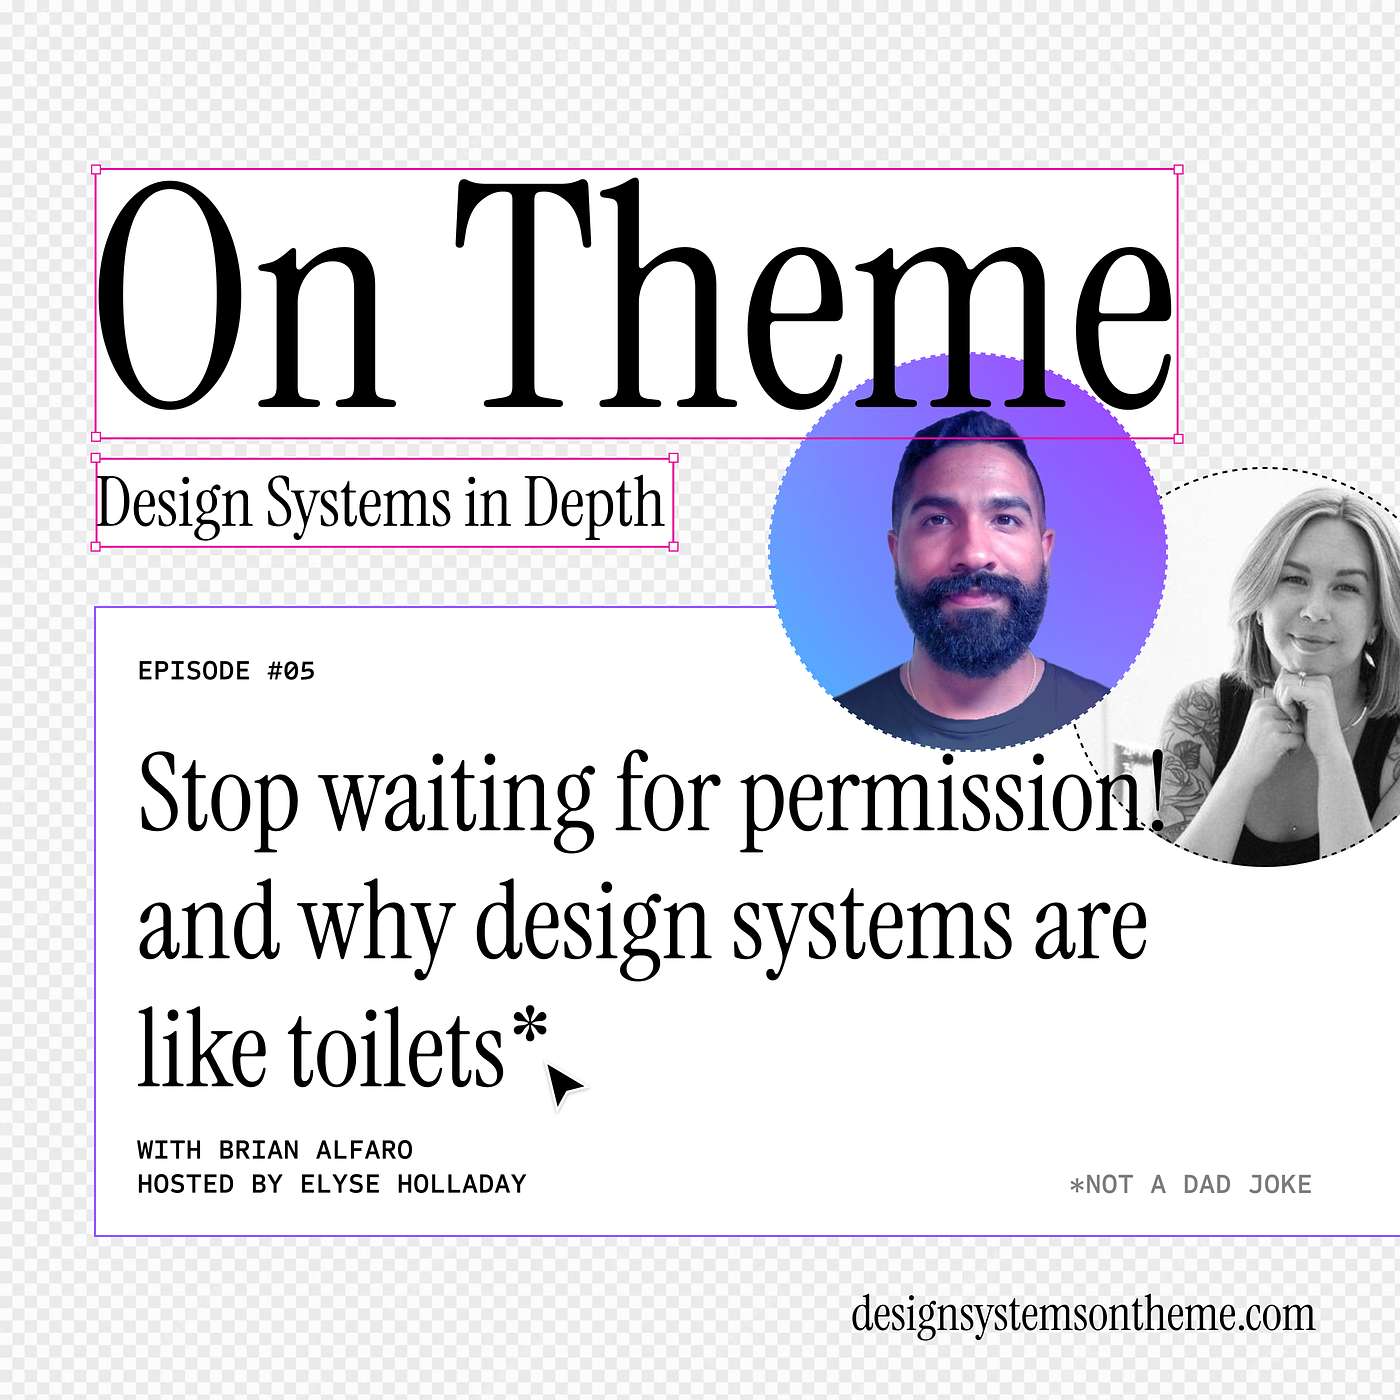 On Theme
Design Systems in Depth
EPISODE #05
Stop waiting for permission!
and why design systems are
like toilets*
WITH BRIAN ALFARO
HOSTED BY ELYSE HOLLADAY
*NOT A DAD JOKE
designsystemsontheme.com